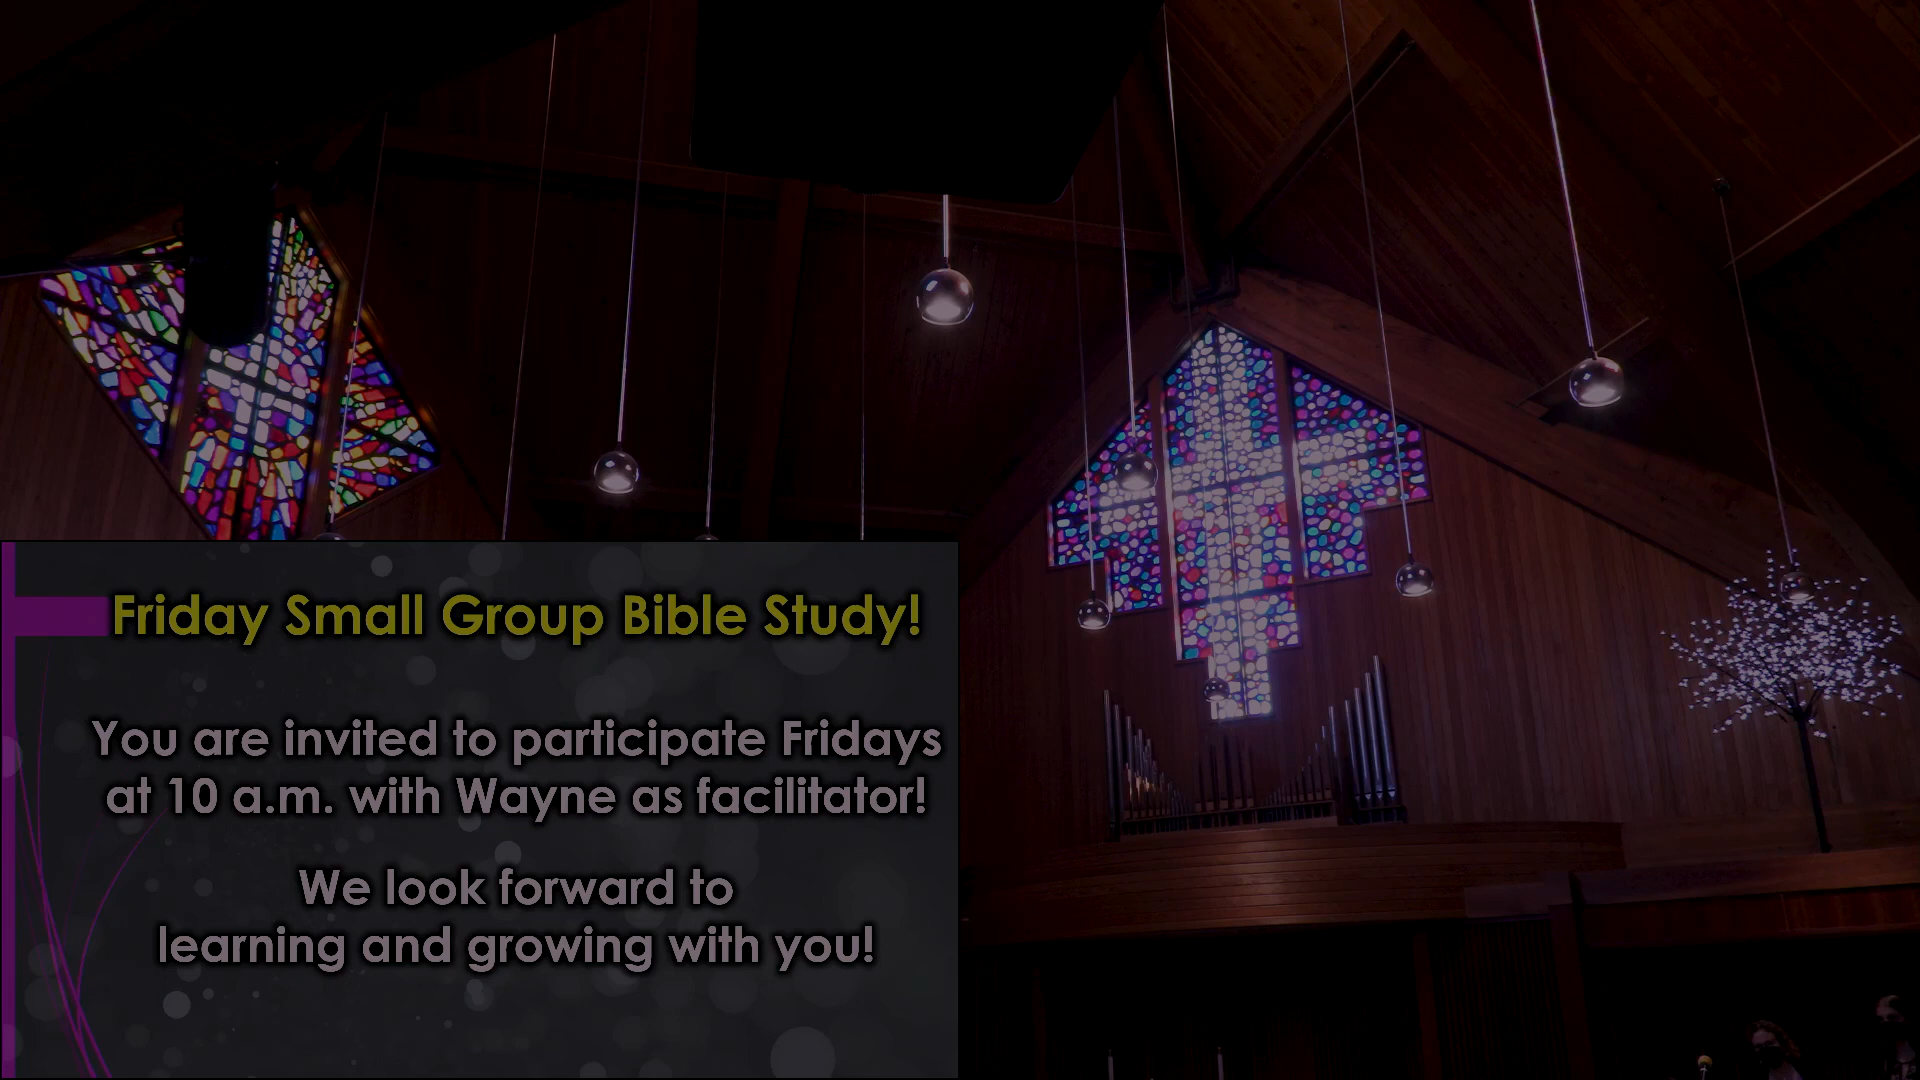 Friday Small Group Bible Study!
You are invited to participate Fridays
at 10 a.m. with Wayne as facilitator!
We look forward to
learning and growing with you!